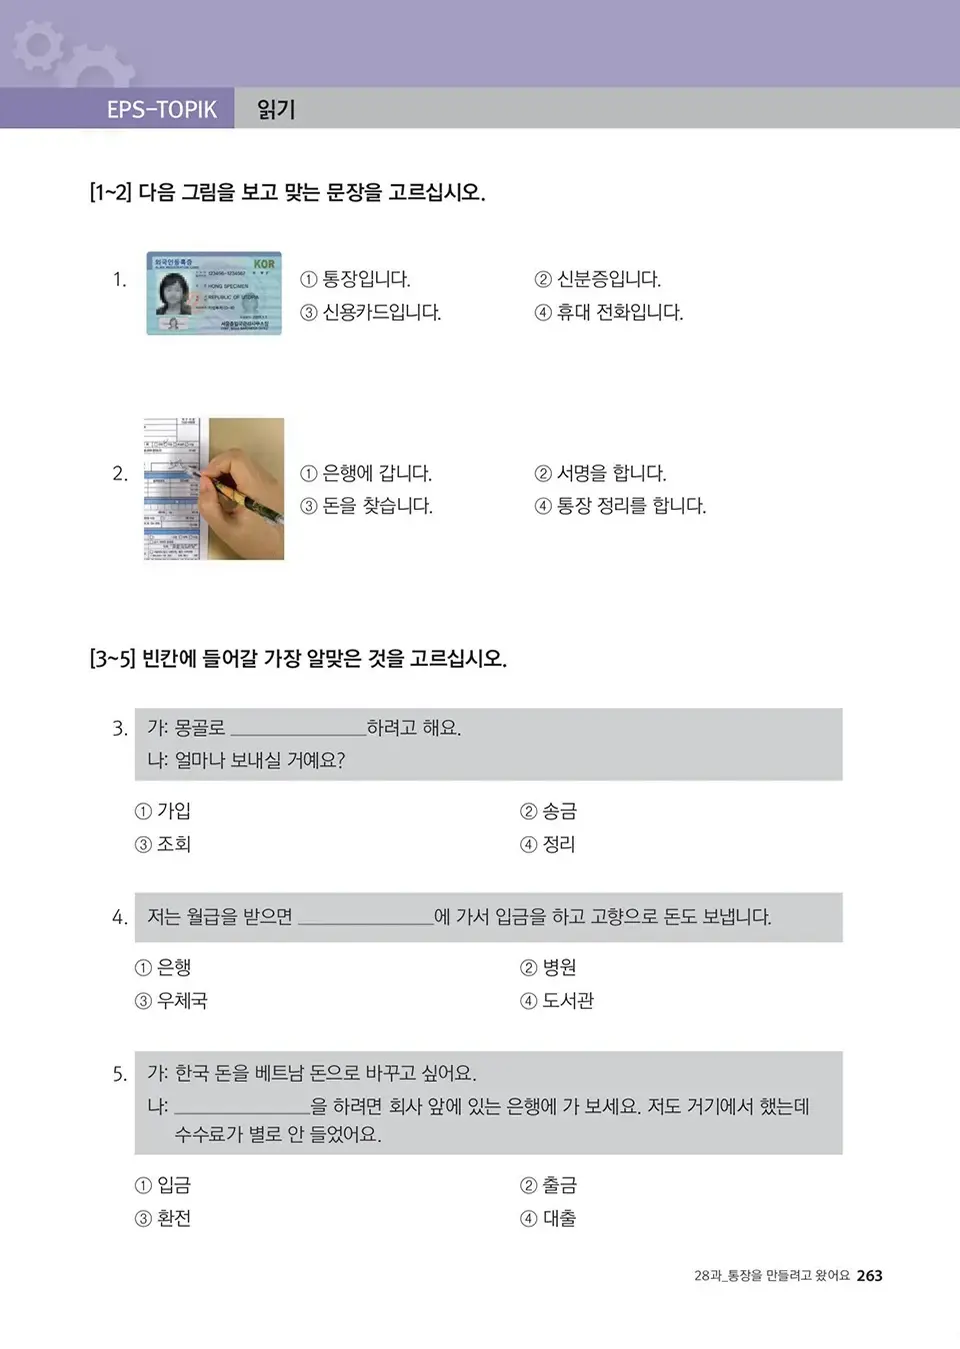 EPS-TOPIK 읽기
[1~2] 다음 그림을 보고 맞는 문장을 고르십시오.
1.
외국인등록증
KOR
HONG SPECIMEN
REPUBLIC OF UTOPIA
① 통장입니다. ② 신분증입니다.
③ 신용카드입니다. ④ 휴대 전화입니다.
2.
① 은행에 갑니다. ② 서명을 합니다.
③ 돈을 찾습니다. ④ 통장 정리를 합니다.
[3~5] 빈칸에 들어갈 가장 알맞은 것을 고르십시오.
3. 가: 몽골로 ______________하려고 해요.
나: 얼마나 보내실 거예요?
① 가입 ② 송금
③ 조회 ④ 정리
4. 저는 월급을 받으면 ______________에 가서 입금을 하고 고향으로 돈도 보냅니다.
① 은행 ② 병원
③ 우체국 ④ 도서관
5. 가: 한국 돈을 베트남 돈으로 바꾸고 싶어요.
나: ______________을 하려면 회사 앞에 있는 은행에 가 보세요. 저도 거기에서 했는데
수수료가 별로 안 들었어요.
① 입금 ② 출금
③ 환전 ④ 대출
28과_통장을 만들려고 왔어요 263